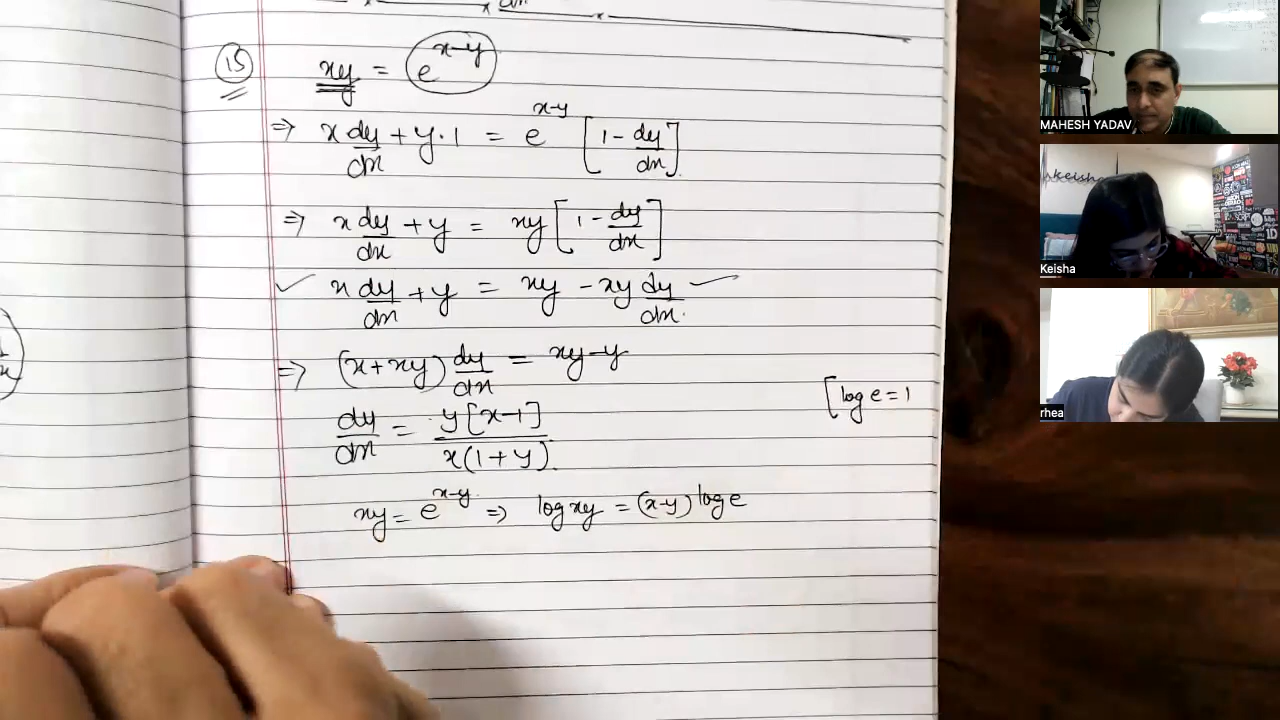 (15) xy = e^(x-y)
⇒ x dy/dx + y·1 = e^(x-y) [1 - dy/dx]
⇒ x dy/dx + y = xy [1 - dy/dx]
✓ x dy/dx + y = xy - xy dy/dx.
⇒ (x+xy) dy/dx = xy-y
[log e = 1
dy/dx = y[x-1] / x(1+y).
xy = e^(x-y) ⇒ log xy = (x-y) log e
MAHESH YADAV
keisha
Keisha
rhea